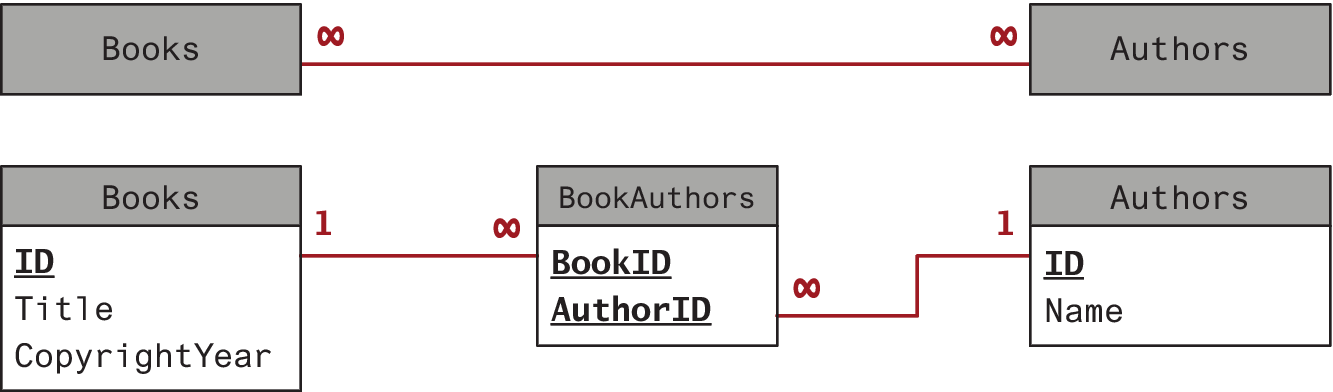 Books ∞ ∞ Authors
Books 1 ∞ BookAuthors 1 Authors
ID BookID ∞ ID
Title AuthorID Name
CopyrightYear